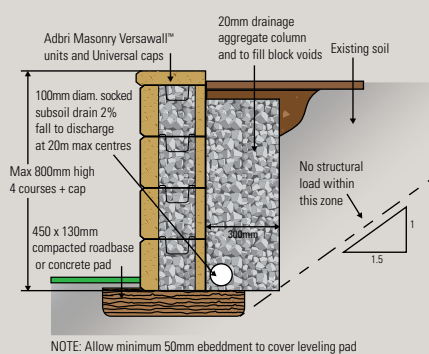 Adbri Masonry Versawall™
units and Universal caps
20mm drainage
aggregate column
and to fill block voids
Existing soil
100mm diam. socked
subsoil drain 2%
fall to discharge
at 20m max centres
Max 800mm high
4 courses + cap
No structural
load within
this zone
450 x 130mm
compacted roadbase
or concrete pad
300mm
1
1.5
NOTE: Allow minimum 50mm ebeddment to cover leveling pad